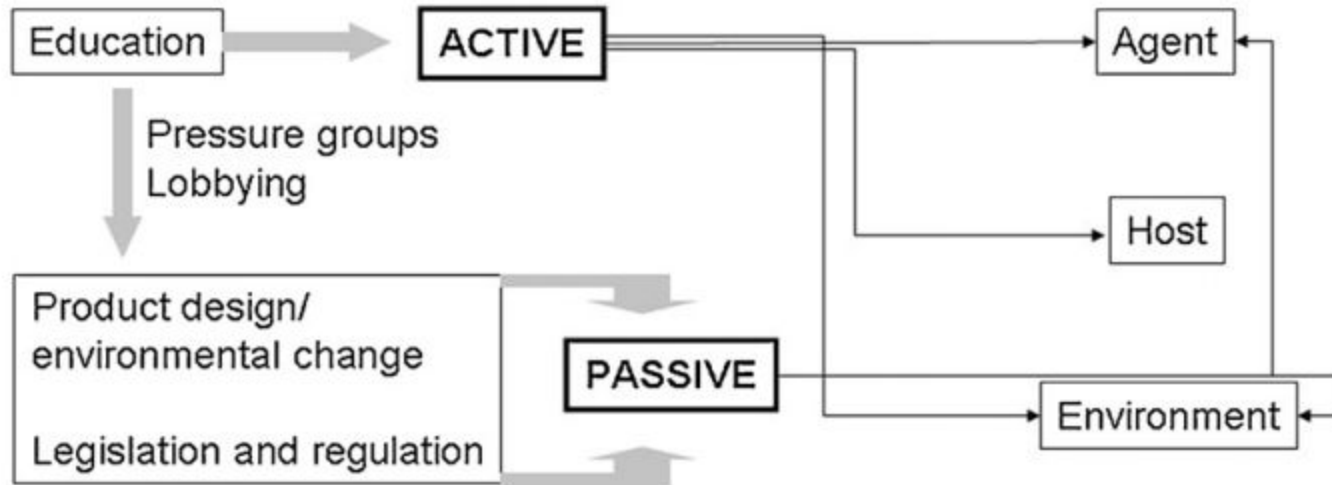 Education
ACTIVE
Agent
Pressure groups
Lobbying
Host
Product design/
environmental change
PASSIVE
Environment
Legislation and regulation